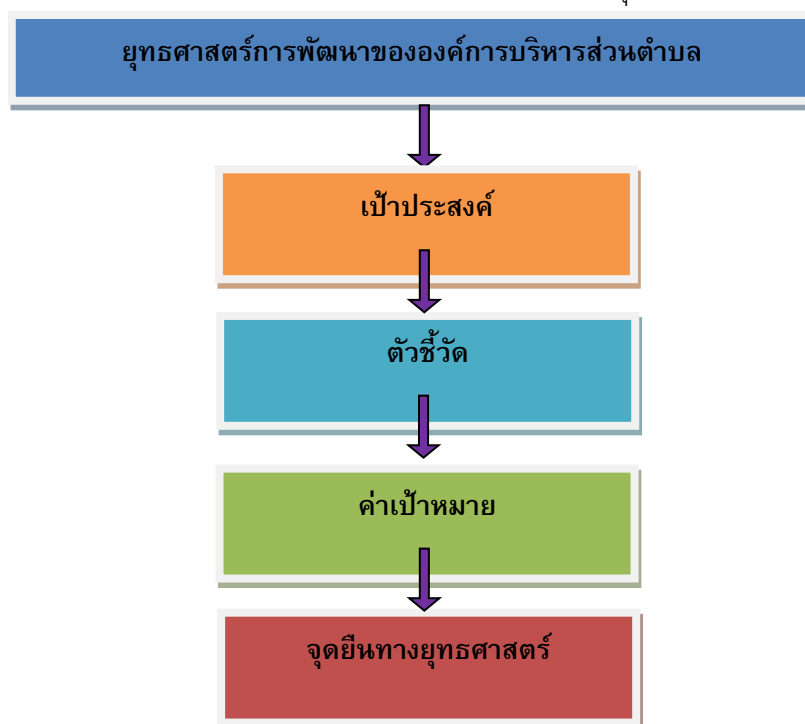 ยุทธศาสตร์การพัฒนาขององค์การบริหารส่วนตำบล
เป้าประสงค์
ตัวชี้วัด
ค่าเป้าหมาย
จุดยืนทางยุทธศาสตร์